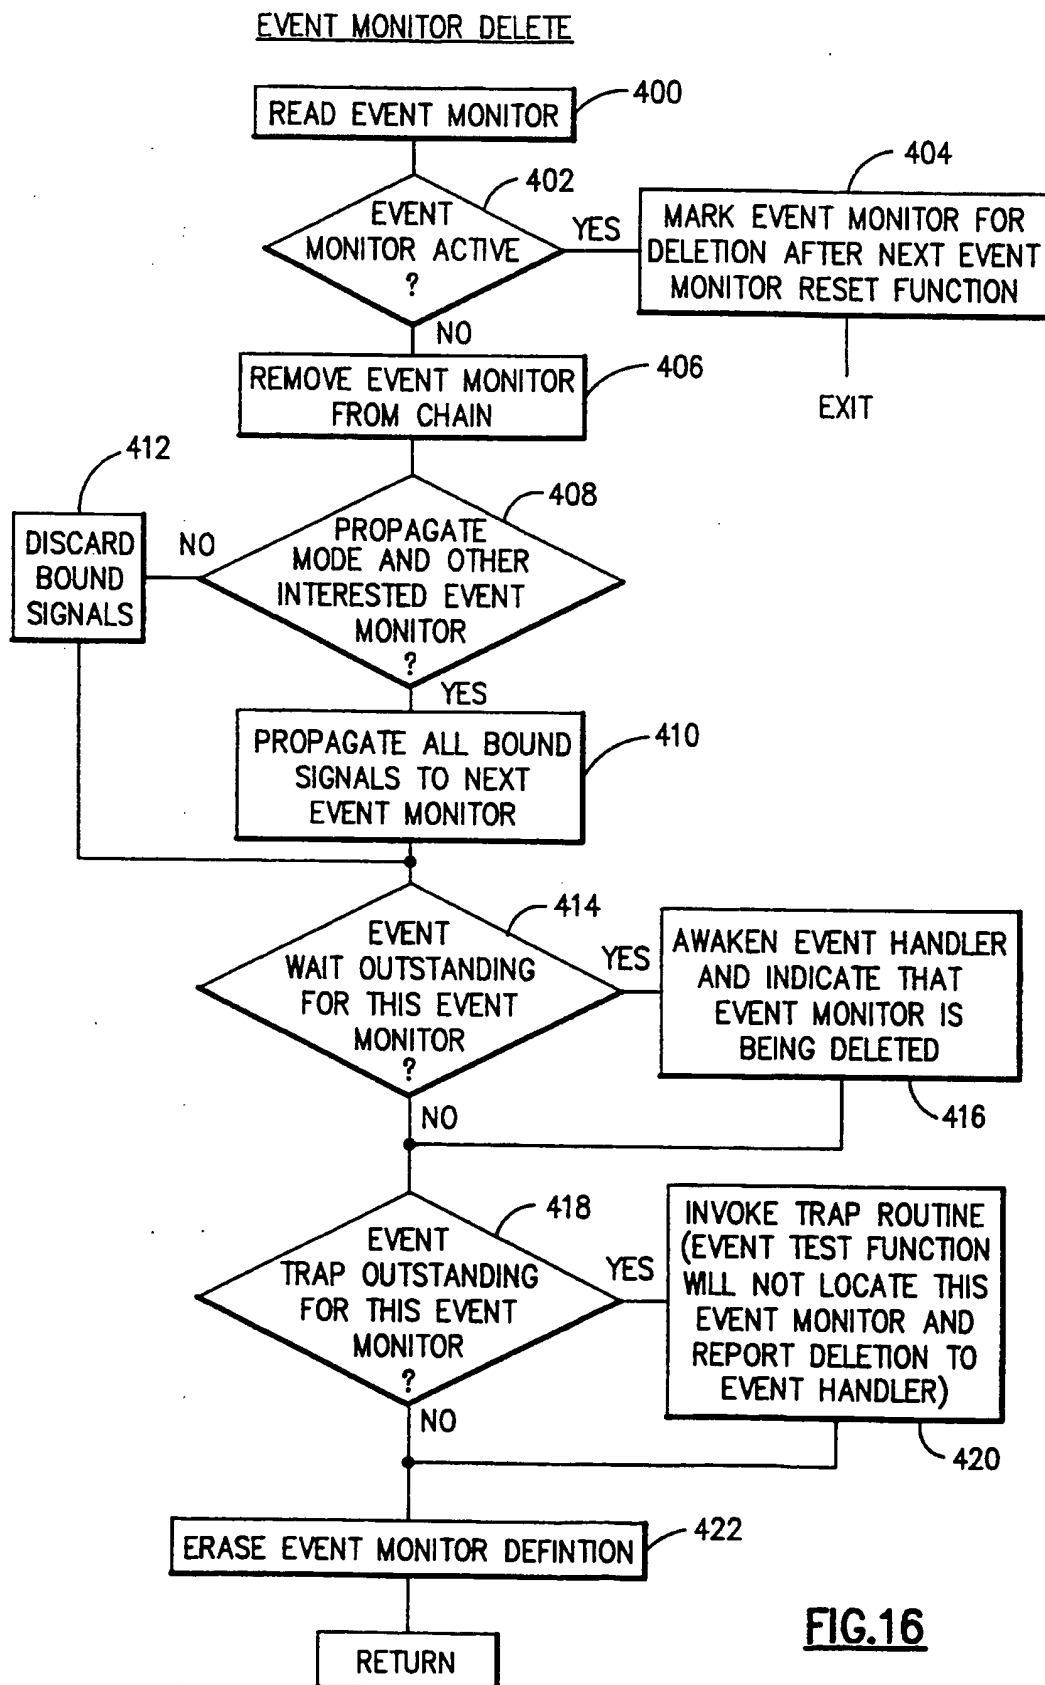 EVENT MONITOR DELETE
READ EVENT MONITOR
400
402
EVENT
MONITOR ACTIVE
?
YES
404
MARK EVENT MONITOR FOR
DELETION AFTER NEXT EVENT
MONITOR RESET FUNCTION
EXIT
NO
REMOVE EVENT MONITOR
FROM CHAIN
406
412
DISCARD
BOUND
SIGNALS
NO
408
PROPAGATE
MODE AND OTHER
INTERESTED EVENT
MONITOR
?
YES
PROPAGATE ALL BOUND
SIGNALS TO NEXT
EVENT MONITOR
410
414
EVENT
WAIT OUTSTANDING
FOR THIS EVENT
MONITOR
?
YES
AWAKEN EVENT HANDLER
AND INDICATE THAT
EVENT MONITOR IS
BEING DELETED
416
NO
418
EVENT
TRAP OUTSTANDING
FOR THIS EVENT
MONITOR
?
YES
INVOKE TRAP ROUTINE
(EVENT TEST FUNCTION
WILL NOT LOCATE THIS
EVENT MONITOR AND
REPORT DELETION TO
EVENT HANDLER)
420
NO
ERASE EVENT MONITOR DEFINTION
422
RETURN
FIG.16